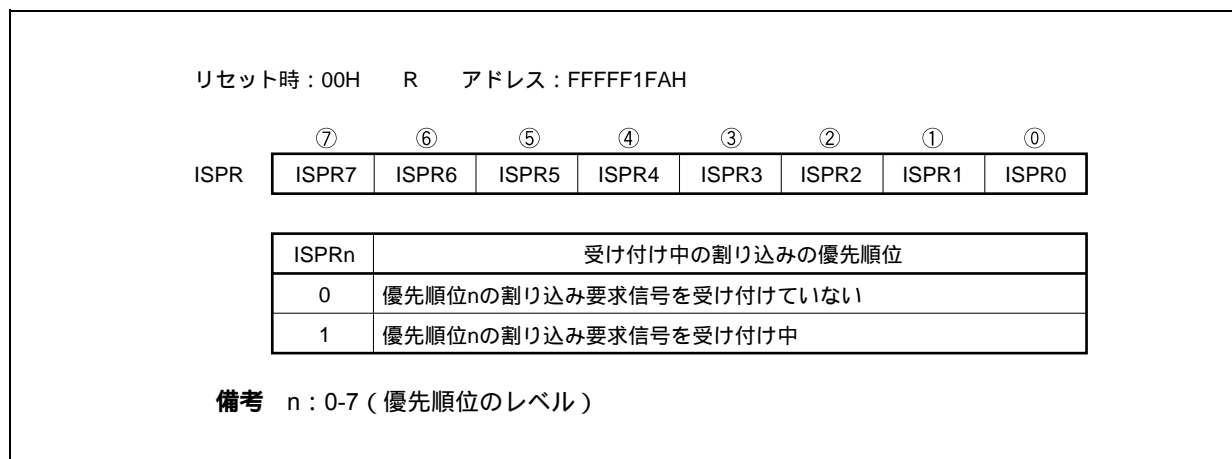 リセット時：00H　R　アドレス：FFFFF1FAH
⑦ ⑥ ⑤ ④ ③ ② ① ⓪
ISPR ISPR7 ISPR6 ISPR5 ISPR4 ISPR3 ISPR2 ISPR1 ISPR0
ISPRn 受け付け中の割り込みの優先順位
0 優先順位nの割り込み要求信号を受け付けていない
1 優先順位nの割り込み要求信号を受け付け中
備考　n：0-7（優先順位のレベル）